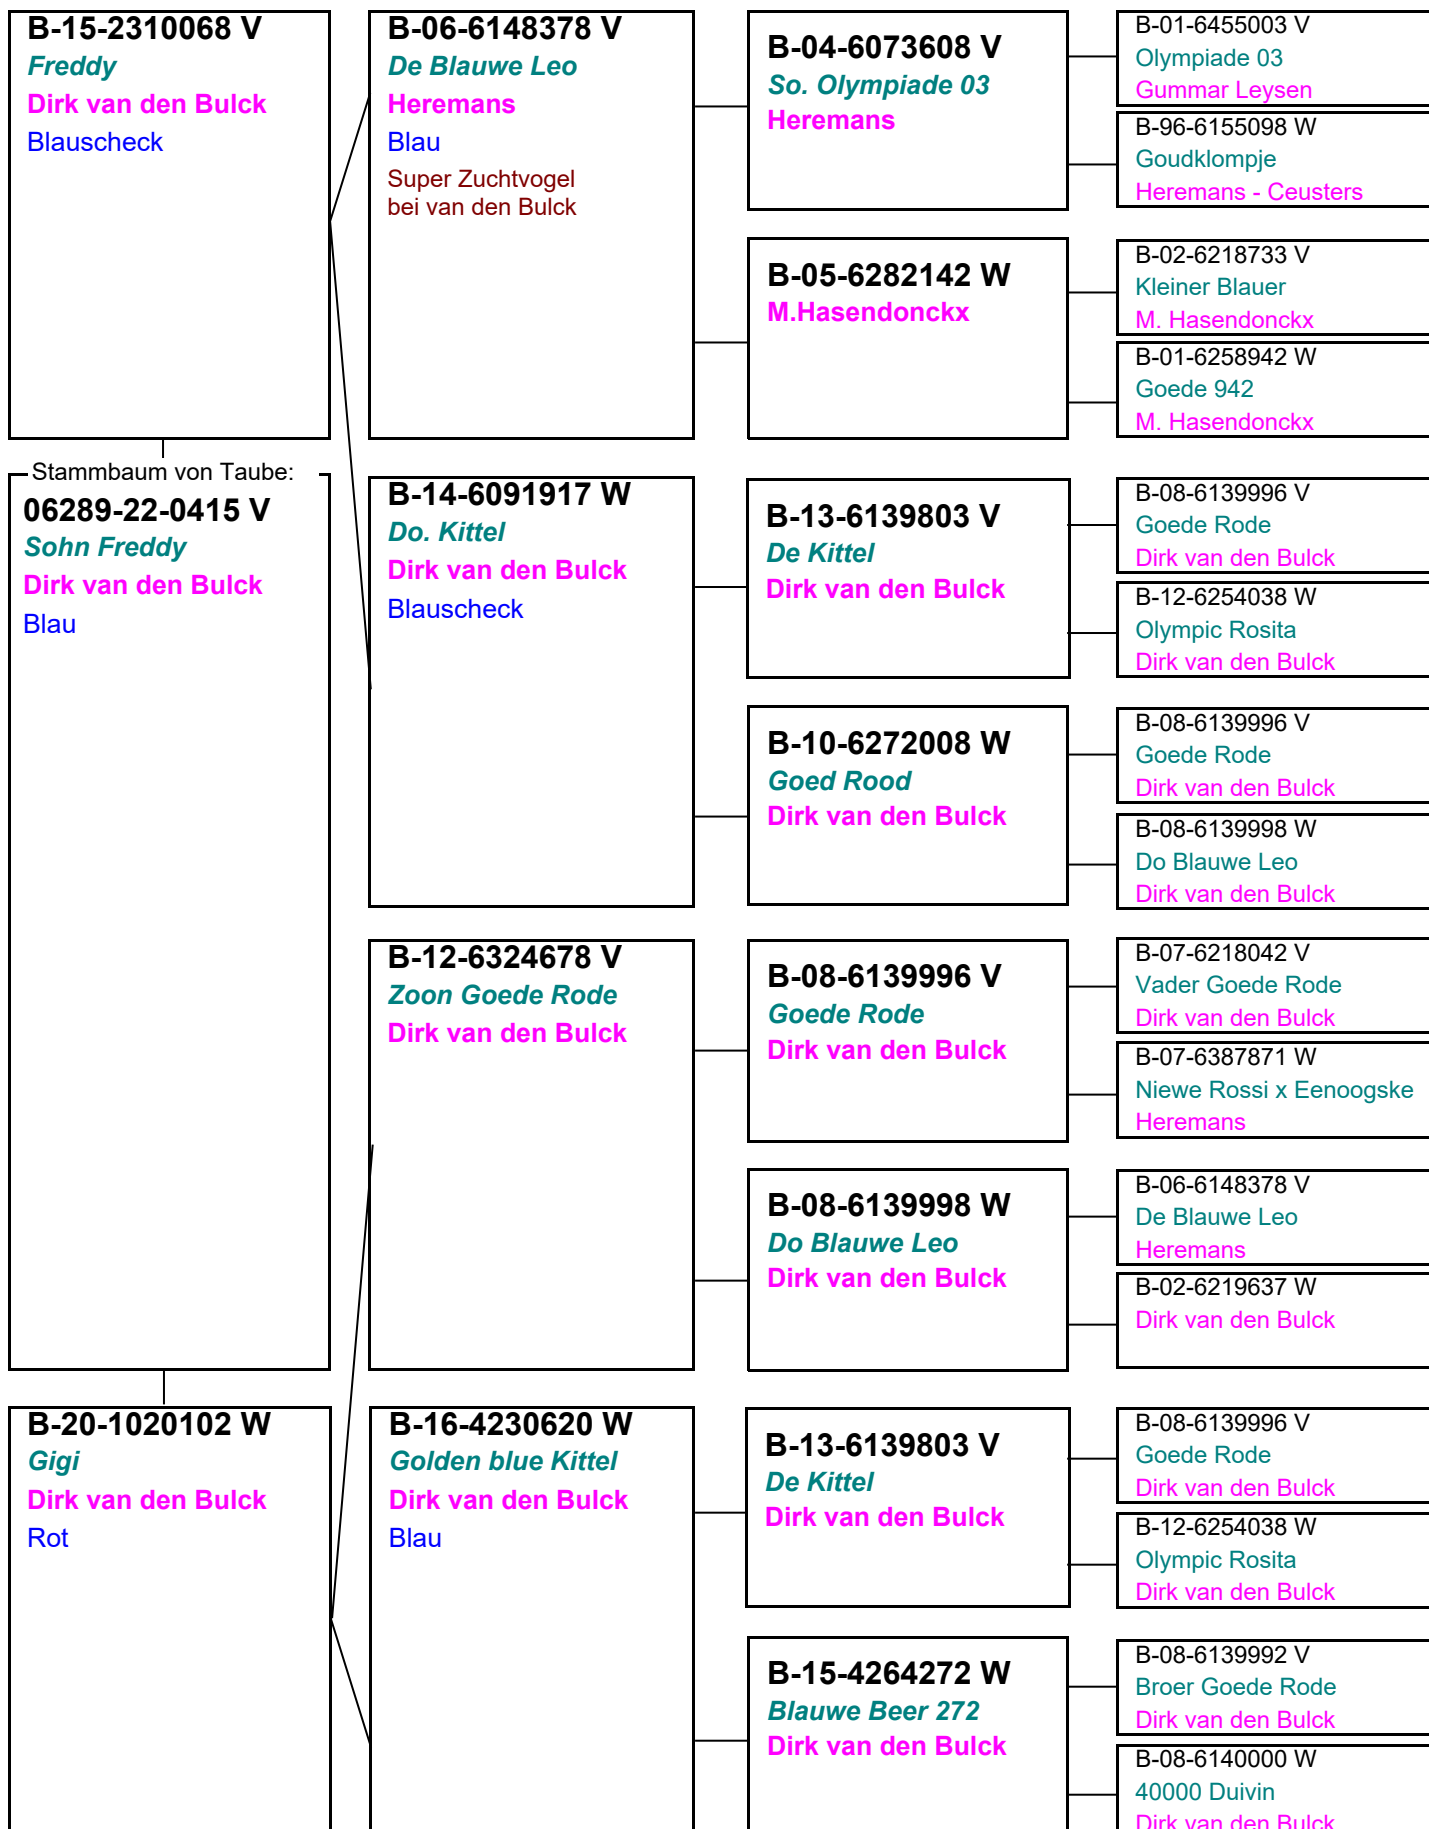 B-15-2310068 V
Freddy
Dirk van den Bulck
Blauscheck
Stammbaum von Taube:
06289-22-0415 V
Sohn Freddy
Dirk van den Bulck
Blau
B-20-1020102 W
Gigi
Dirk van den Bulck
Rot
B-06-6148378 V
De Blauwe Leo
Heremans
Blau
Super Zuchtvogel
bei van den Bulck
B-14-6091917 W
Do. Kittel
Dirk van den Bulck
Blauscheck
B-12-6324678 V
Zoon Goede Rode
Dirk van den Bulck
B-16-4230620 W
Golden blue Kittel
Dirk van den Bulck
Blau
B-04-6073608 V
So. Olympiade 03
Heremans
B-05-6282142 W
M.Hasendonckx
B-13-6139803 V
De Kittel
Dirk van den Bulck
B-10-6272008 W
Goed Rood
Dirk van den Bulck
B-08-6139996 V
Goede Rode
Dirk van den Bulck
B-08-6139998 W
Do Blauwe Leo
Dirk van den Bulck
B-13-6139803 V
De Kittel
Dirk van den Bulck
B-15-4264272 W
Blauwe Beer 272
Dirk van den Bulck
B-01-6455003 V
Olympiade 03
Gummar Leysen
B-96-6155098 W
Goudklompje
Heremans - Ceusters
B-02-6218733 V
Kleiner Blauer
M. Hasendonckx
B-01-6258942 W
Goede 942
M. Hasendonckx
B-08-6139996 V
Goede Rode
Dirk van den Bulck
B-12-6254038 W
Olympic Rosita
Dirk van den Bulck
B-08-6139996 V
Goede Rode
Dirk van den Bulck
B-08-6139998 W
Do Blauwe Leo
Dirk van den Bulck
B-07-6218042 V
Vader Goede Rode
Dirk van den Bulck
B-07-6387871 W
Niewe Rossi x Eenoogske
Heremans
B-06-6148378 V
De Blauwe Leo
Heremans
B-02-6219637 W
Dirk van den Bulck
B-08-6139996 V
Goede Rode
Dirk van den Bulck
B-12-6254038 W
Olympic Rosita
Dirk van den Bulck
B-08-6139992 V
Broer Goede Rode
Dirk van den Bulck
B-08-6140000 W
40000 Duivin
Dirk van den Bulck